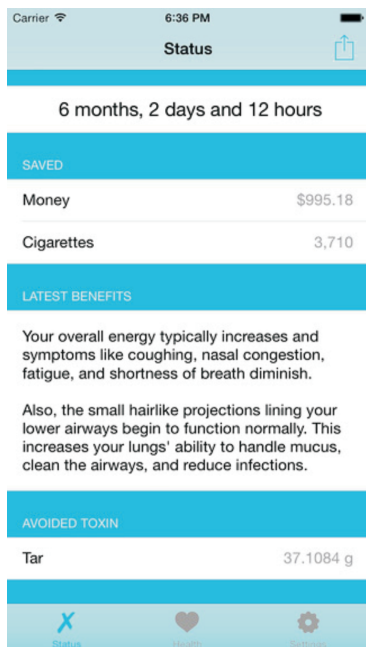 Carrier 6:36 PM
Status
6 months, 2 days and 12 hours
SAVED
Money $995.18
Cigarettes 3,710
LATEST BENEFITS
Your overall energy typically increases and
symptoms like coughing, nasal congestion,
fatigue, and shortness of breath diminish.
Also, the small hairlike projections lining your
lower airways begin to function normally. This
increases your lungs' ability to handle mucus,
clean the airways, and reduce infections.
AVOIDED TOXIN
Tar 37.1084 g
Status Health Settings